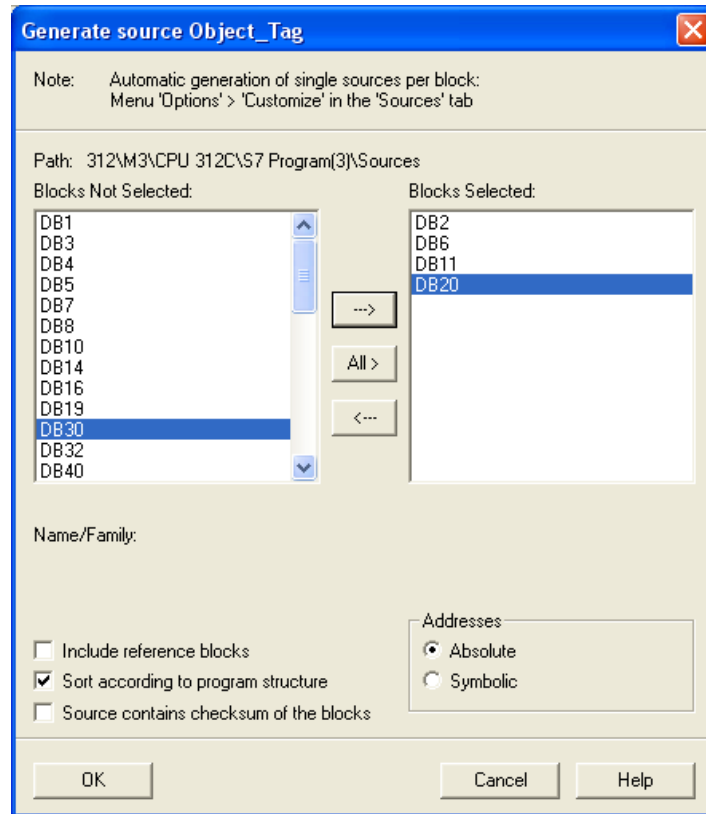 Generate source Object_Tag
Note: Automatic generation of single sources per block:
Menu 'Options' > 'Customize' in the 'Sources' tab
Path: 312\M3\CPU 312C\S7 Program(3)\Sources
Blocks Not Selected:
DB1
DB3
DB4
DB5
DB7
DB8
DB10
DB14
DB16
DB19
DB30
DB32
DB40
--->
All >
<---
Blocks Selected:
DB2
DB6
DB11
DB20
Name/Family:
Include reference blocks
Sort according to program structure
Source contains checksum of the blocks
Addresses
Absolute
Symbolic
OK
Cancel
Help